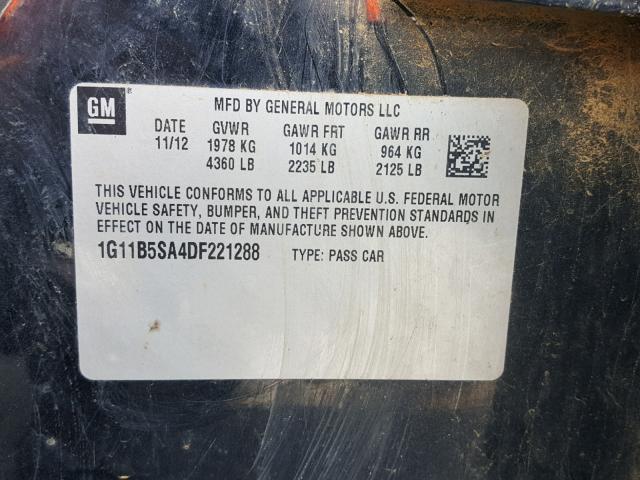 GM
MFD BY GENERAL MOTORS LLC
DATE GVWR GAWR FRT GAWR RR
11/12 1978 KG 1014 KG 964 KG
4360 LB 2235 LB 2125 LB
THIS VEHICLE CONFORMS TO ALL APPLICABLE U.S. FEDERAL MOTOR
VEHICLE SAFETY, BUMPER, AND THEFT PREVENTION STANDARDS IN
EFFECT ON THE DATE OF MANUFACTURE SHOWN ABOVE.
1G11B5SA4DF221288 TYPE: PASS CAR